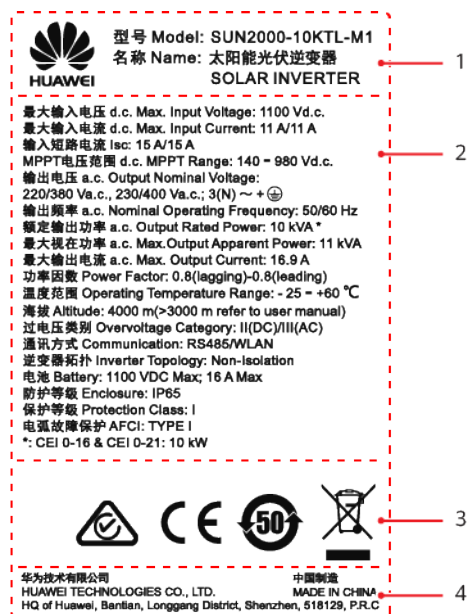 HUAWEI
型号 Model: SUN2000-10KTL-M1
名称 Name: 太阳能光伏逆变器
SOLAR INVERTER
1
最大输入电压 d.c. Max. Input Voltage: 1100 Vd.c.
最大输入电流 d.c. Max. Input Current: 11 A/11 A
输入短路电流 Isc: 15 A/15 A
MPPT电压范围 d.c. MPPT Range: 140 - 980 Vd.c.
输出电压 a.c. Output Nominal Voltage:
220/380 Va.c., 230/400 Va.c.; 3(N) ~ + ⏚
输出频率 a.c. Nominal Operating Frequency: 50/60 Hz
额定输出功率 a.c. Output Rated Power: 10 kVA *
最大视在功率 a.c. Max.Output Apparent Power: 11 kVA
最大输出电流 a.c. Max. Output Current: 16.9 A
功率因数 Power Factor: 0.8(lagging)-0.8(leading)
温度范围 Operating Temperature Range: - 25 - +60 ℃
海拔 Altitude: 4000 m(>3000 m refer to user manual)
过电压类别 Overvoltage Category: II(DC)/III(AC)
通讯方式 Communication: RS485/WLAN
逆变器拓扑 Inverter Topology: Non-Isolation
电池 Battery: 1100 VDC Max; 16 A Max
防护等级 Enclosure: IP65
保护等级 Protection Class: I
电弧故障保护 AFCI: TYPE I
*: CEI 0-16 & CEI 0-21: 10 kW
2
CE
50
3
华为技术有限公司 中国制造
HUAWEI TECHNOLOGIES CO., LTD. MADE IN CHINA
HQ of Huawei, Bantian, Longgang District, Shenzhen, 518129, P.R.C
4